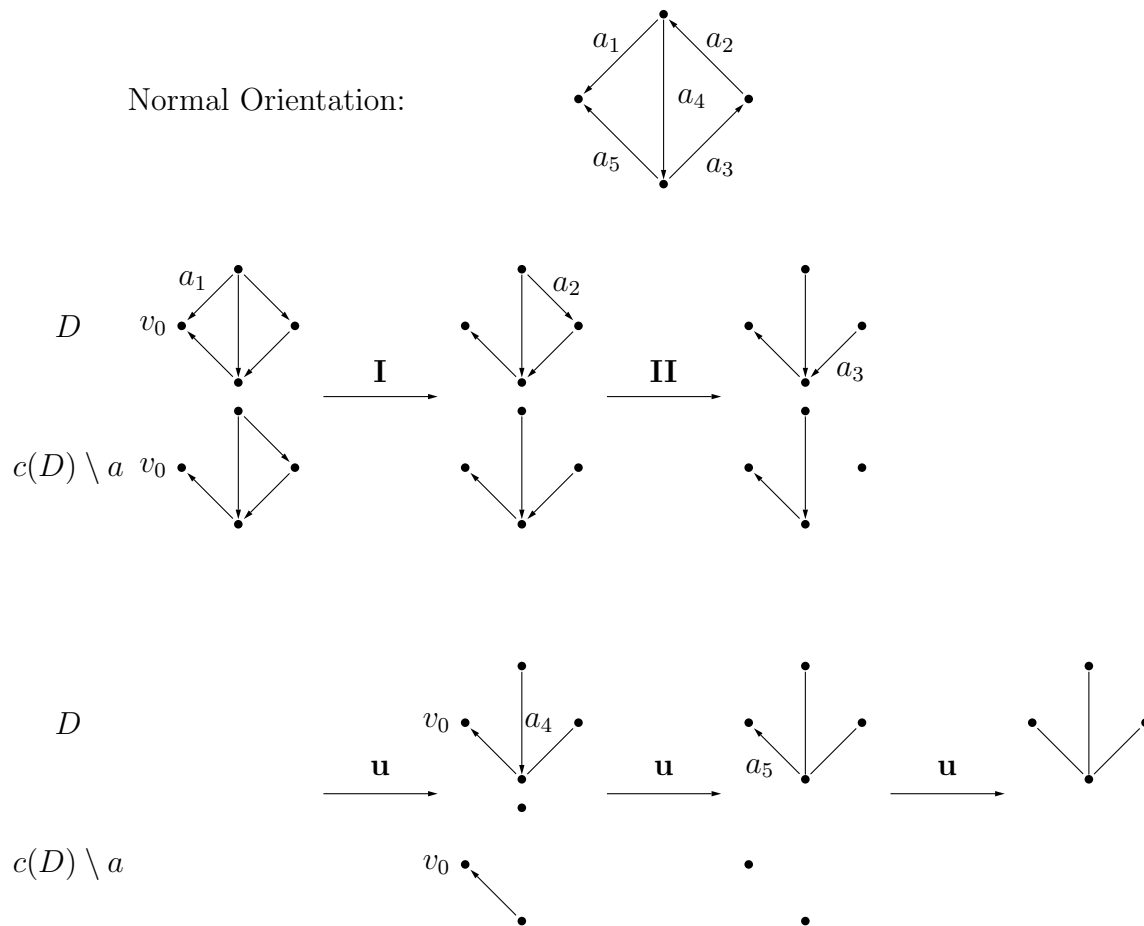 a₁ a₂
Normal Orientation: a₄
a₅ a₃
a₁ a₂
D v₀
I II a₃
c(D) \ a v₀
D v₀ a₄
u u a₅ u
c(D) \ a v₀